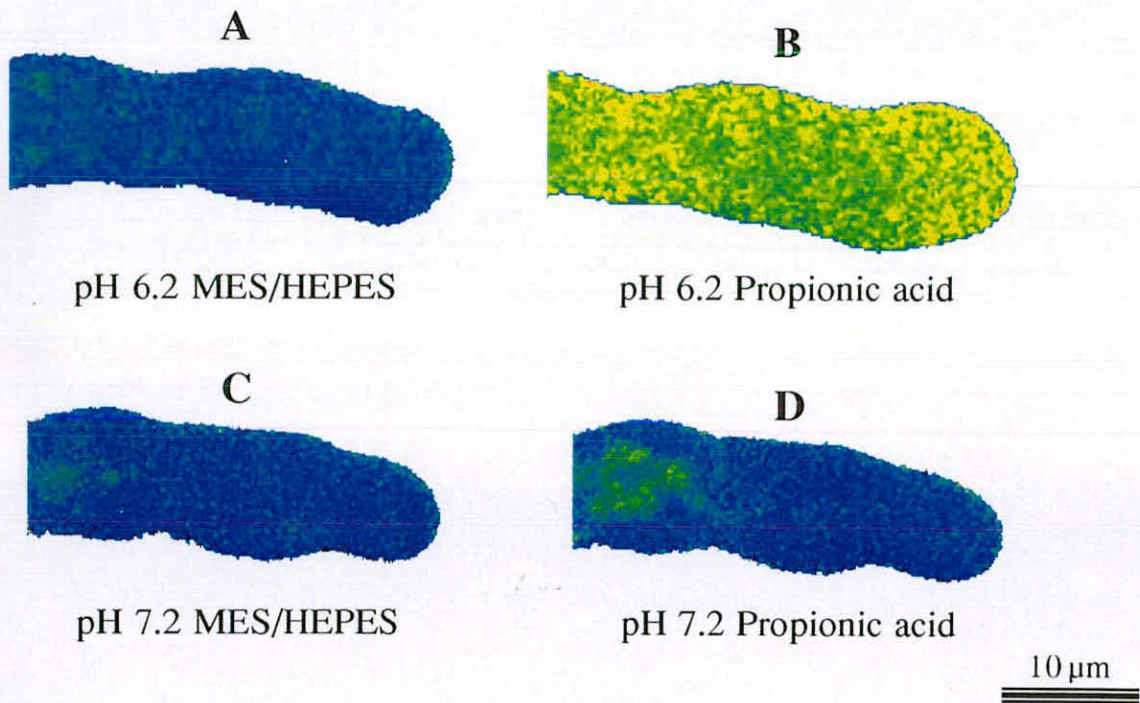 A
B
pH 6.2 MES/HEPES
pH 6.2 Propionic acid
C
D
pH 7.2 MES/HEPES
pH 7.2 Propionic acid
10 µm